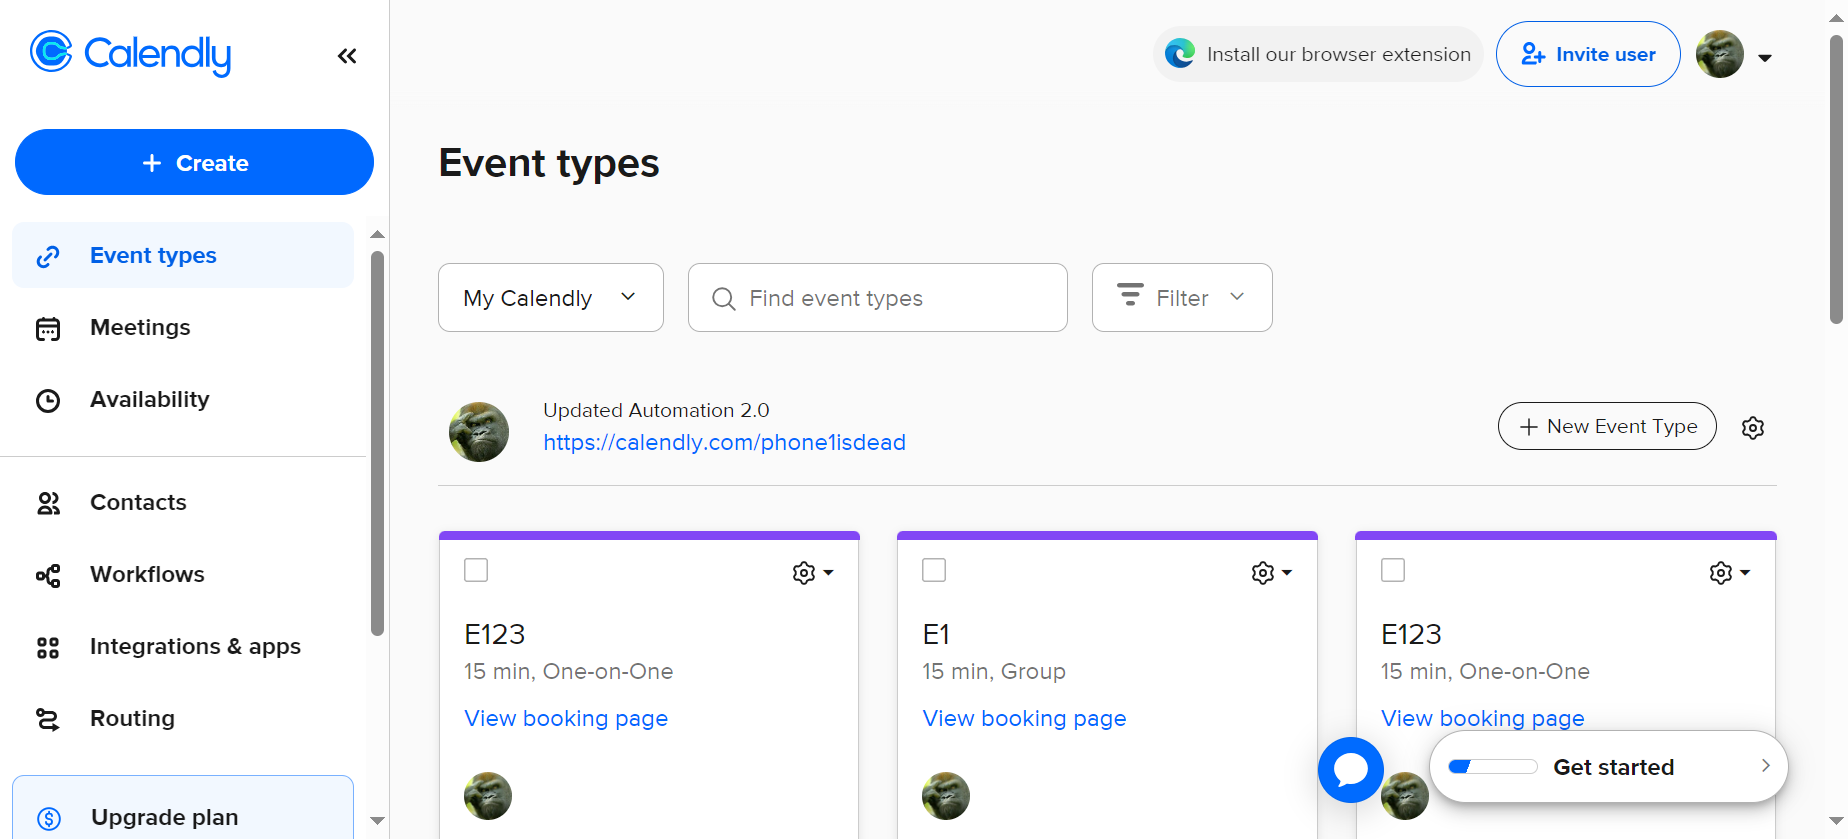 Calendly
Install our browser extension
Invite user
Create
Event types
Event types
Meetings
Availability
Contacts
Workflows
Integrations & apps
Routing
Upgrade plan
My Calendly
Find event types
Filter
Updated Automation 2.0
https://calendly.com/phone1isdead
New Event Type
E123
15 min, One-on-One
View booking page
E1
15 min, Group
View booking page
E123
15 min, One-on-One
View booking page
Get started